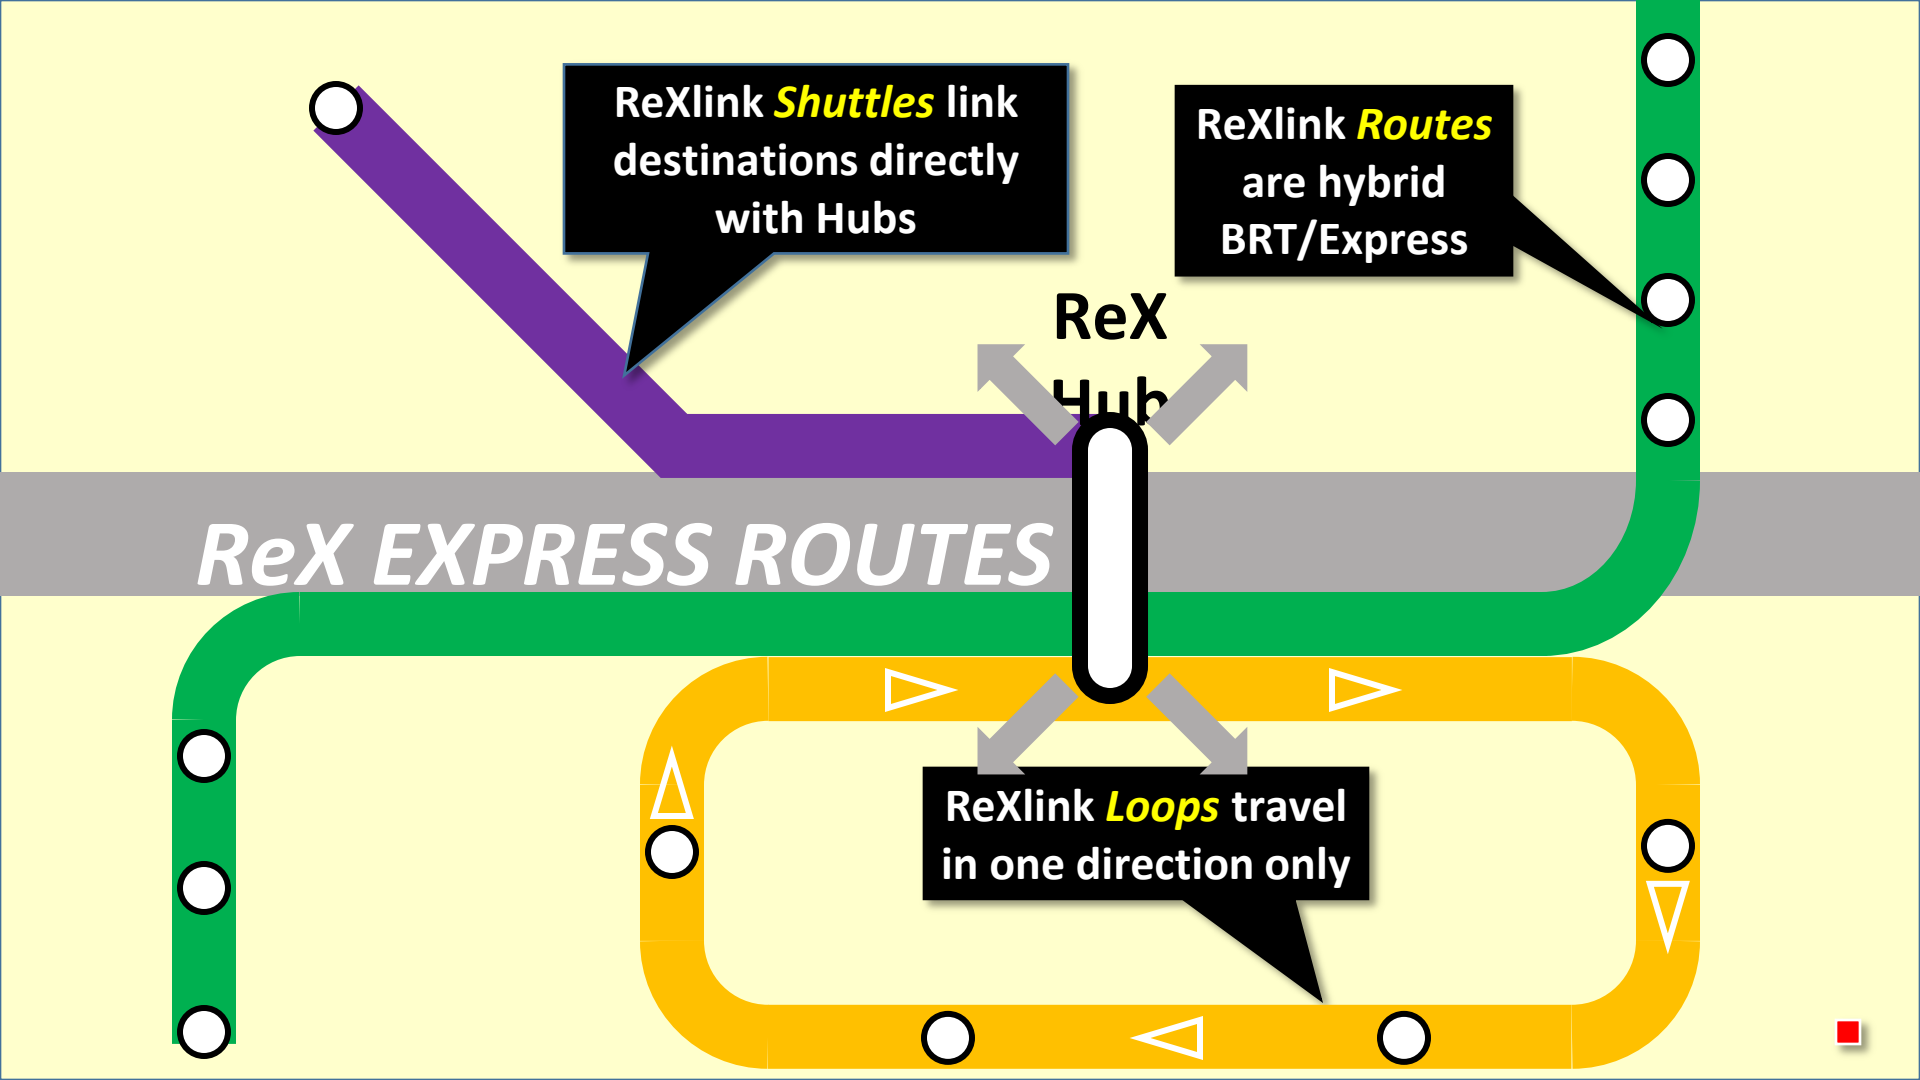 ReXlink Shuttles link
destinations directly
with Hubs
ReXlink Routes
are hybrid
BRT/Express
ReX
Hub
ReX EXPRESS ROUTES
ReXlink Loops travel
in one direction only